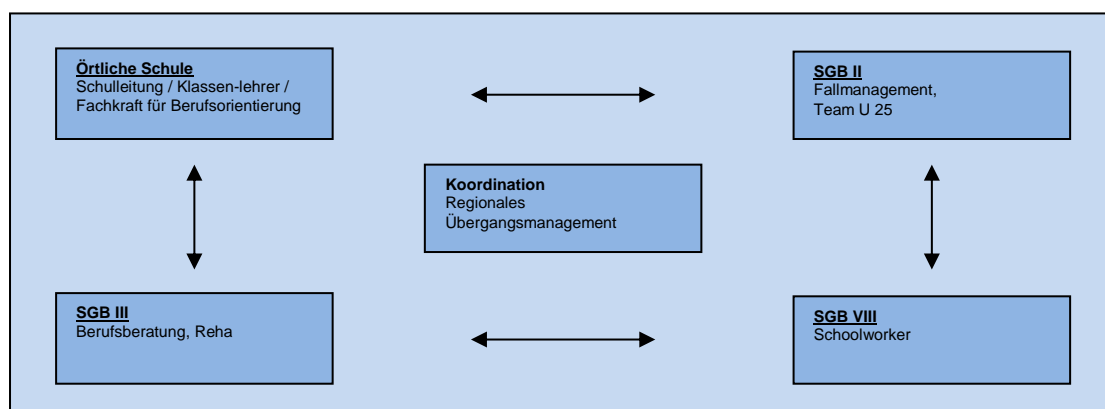 Örtliche Schule
Schulleitung / Klassen-lehrer /
Fachkraft für Berufsorientierung
SGB II
Fallmanagement,
Team U 25
Koordination
Regionales
Übergangsmanagement
SGB III
Berufsberatung, Reha
SGB VIII
Schoolworker